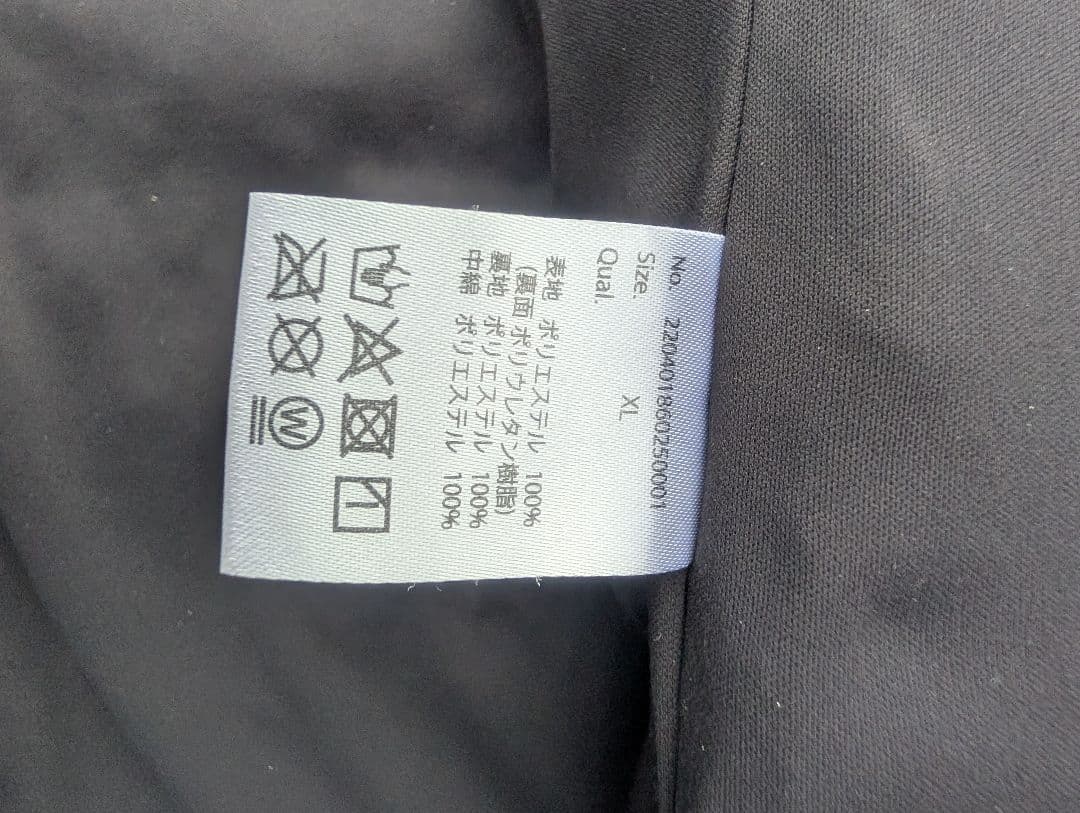 No. 2204018602500001
Size. XL
Qual.
表地 ポリエステル 100%
(裏面 ポリウレタン樹脂)
裏地 ポリエステル 100%
中綿 ポリエステル 100%
W